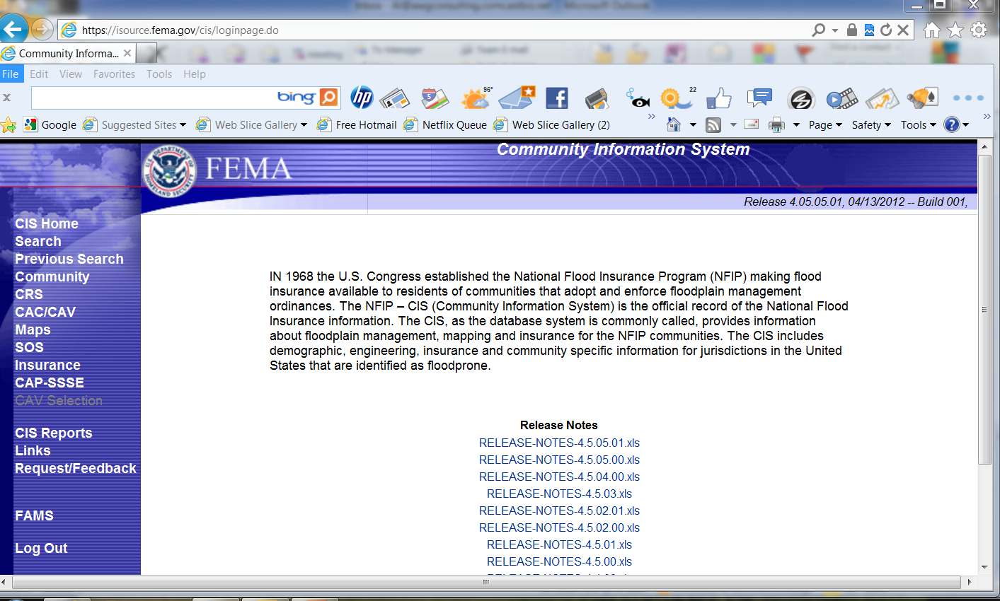 https://isource.fema.gov/cis/loginpage.do
Community Informa...
File Edit View Favorites Tools Help
bing
hp
5
96°
22
Google Suggested Sites Web Slice Gallery Free Hotmail Netflix Queue Web Slice Gallery (2)
Page Safety Tools
Community Information System
U.S. DEPARTMENT OF HOMELAND SECURITY
FEMA
Release 4.05.05.01, 04/13/2012 -- Build 001,
CIS Home
Search
Previous Search
Community
CRS
CAC/CAV
Maps
SOS
Insurance
CAP-SSSE
CAV Selection
CIS Reports
Links
Request/Feedback
FAMS
Log Out
IN 1968 the U.S. Congress established the National Flood Insurance Program (NFIP) making flood
insurance available to residents of communities that adopt and enforce floodplain management
ordinances. The NFIP – CIS (Community Information System) is the official record of the National Flood
Insurance information. The CIS, as the database system is commonly called, provides information
about floodplain management, mapping and insurance for the NFIP communities. The CIS includes
demographic, engineering, insurance and community specific information for jurisdictions in the United
States that are identified as floodprone.
Release Notes
RELEASE-NOTES-4.5.05.01.xls
RELEASE-NOTES-4.5.05.00.xls
RELEASE-NOTES-4.5.04.00.xls
RELEASE-NOTES-4.5.03.xls
RELEASE-NOTES-4.5.02.01.xls
RELEASE-NOTES-4.5.02.00.xls
RELEASE-NOTES-4.5.01.xls
RELEASE-NOTES-4.5.00.xls